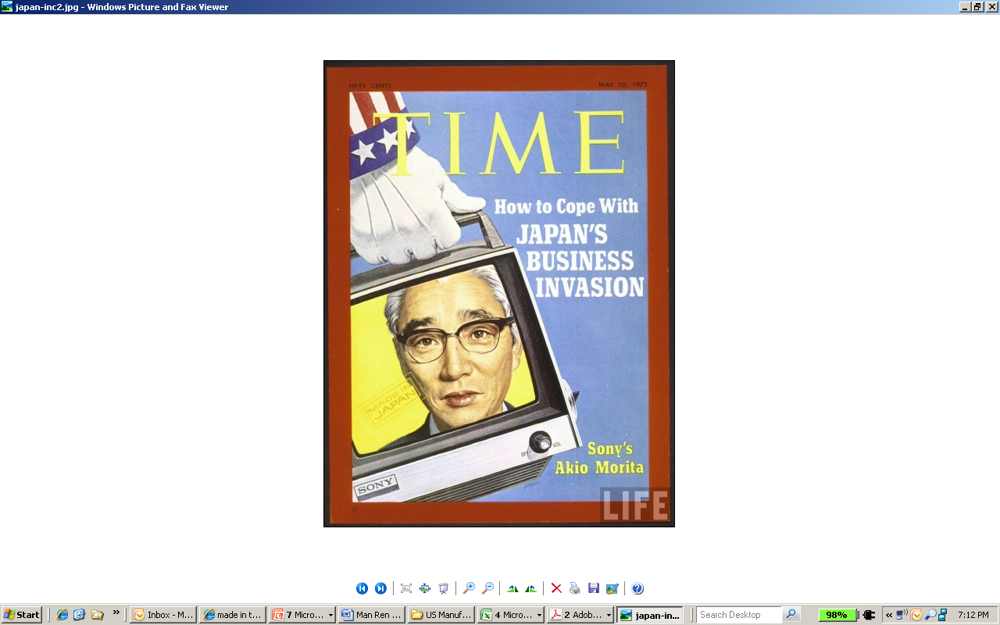 japan-inc2.jpg - Windows Picture and Fax Viewer
FIFTY CENTS
MAY 10, 1971
TIME
How to Cope With
JAPAN'S
BUSINESS
INVASION
MADE IN
JAPAN
OFF
VOL
SONY
Sony's
Akio Morita
LIFE
Start
»
Inbox - M...
made in t...
7 Micro...
Man Ren ...
US Manuf...
4 Micros...
2 Adob...
japan-in...
Search Desktop
98%
«
7:12 PM